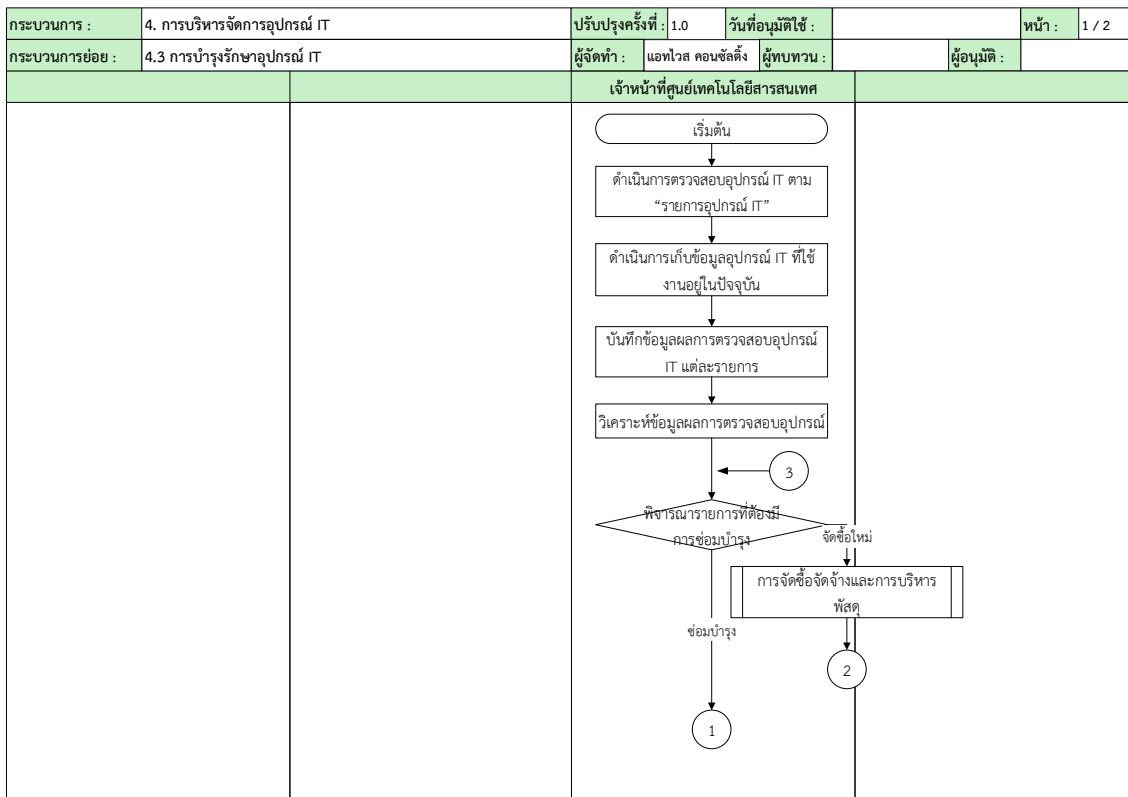 กระบวนการ : 4. การบริหารจัดการอุปกรณ์ IT ปรับปรุงครั้งที่ : 1.0 วันที่อนุมัติใช้ : หน้า : 1 / 2
กระบวนการย่อย : 4.3 การบำรุงรักษาอุปกรณ์ IT ผู้จัดทำ : แอทไวส คอนซัลติ้ง ผู้ทบทวน : ผู้อนุมัติ :
เจ้าหน้าที่ศูนย์เทคโนโลยีสารสนเทศ
เริ่มต้น
ดำเนินการตรวจสอบอุปกรณ์ IT ตาม
“รายการอุปกรณ์ IT”
ดำเนินการเก็บข้อมูลอุปกรณ์ IT ที่ใช้
งานอยู่ในปัจจุบัน
บันทึกข้อมูลผลการตรวจสอบอุปกรณ์
IT แต่ละรายการ
วิเคราะห์ข้อมูลผลการตรวจสอบอุปกรณ์
3
พิจารณารายการที่ต้องมี
การซ่อมบำรุง
จัดซื้อใหม่
การจัดซื้อจัดจ้างและการบริหาร
พัสดุ
ซ่อมบำรุง
2
1